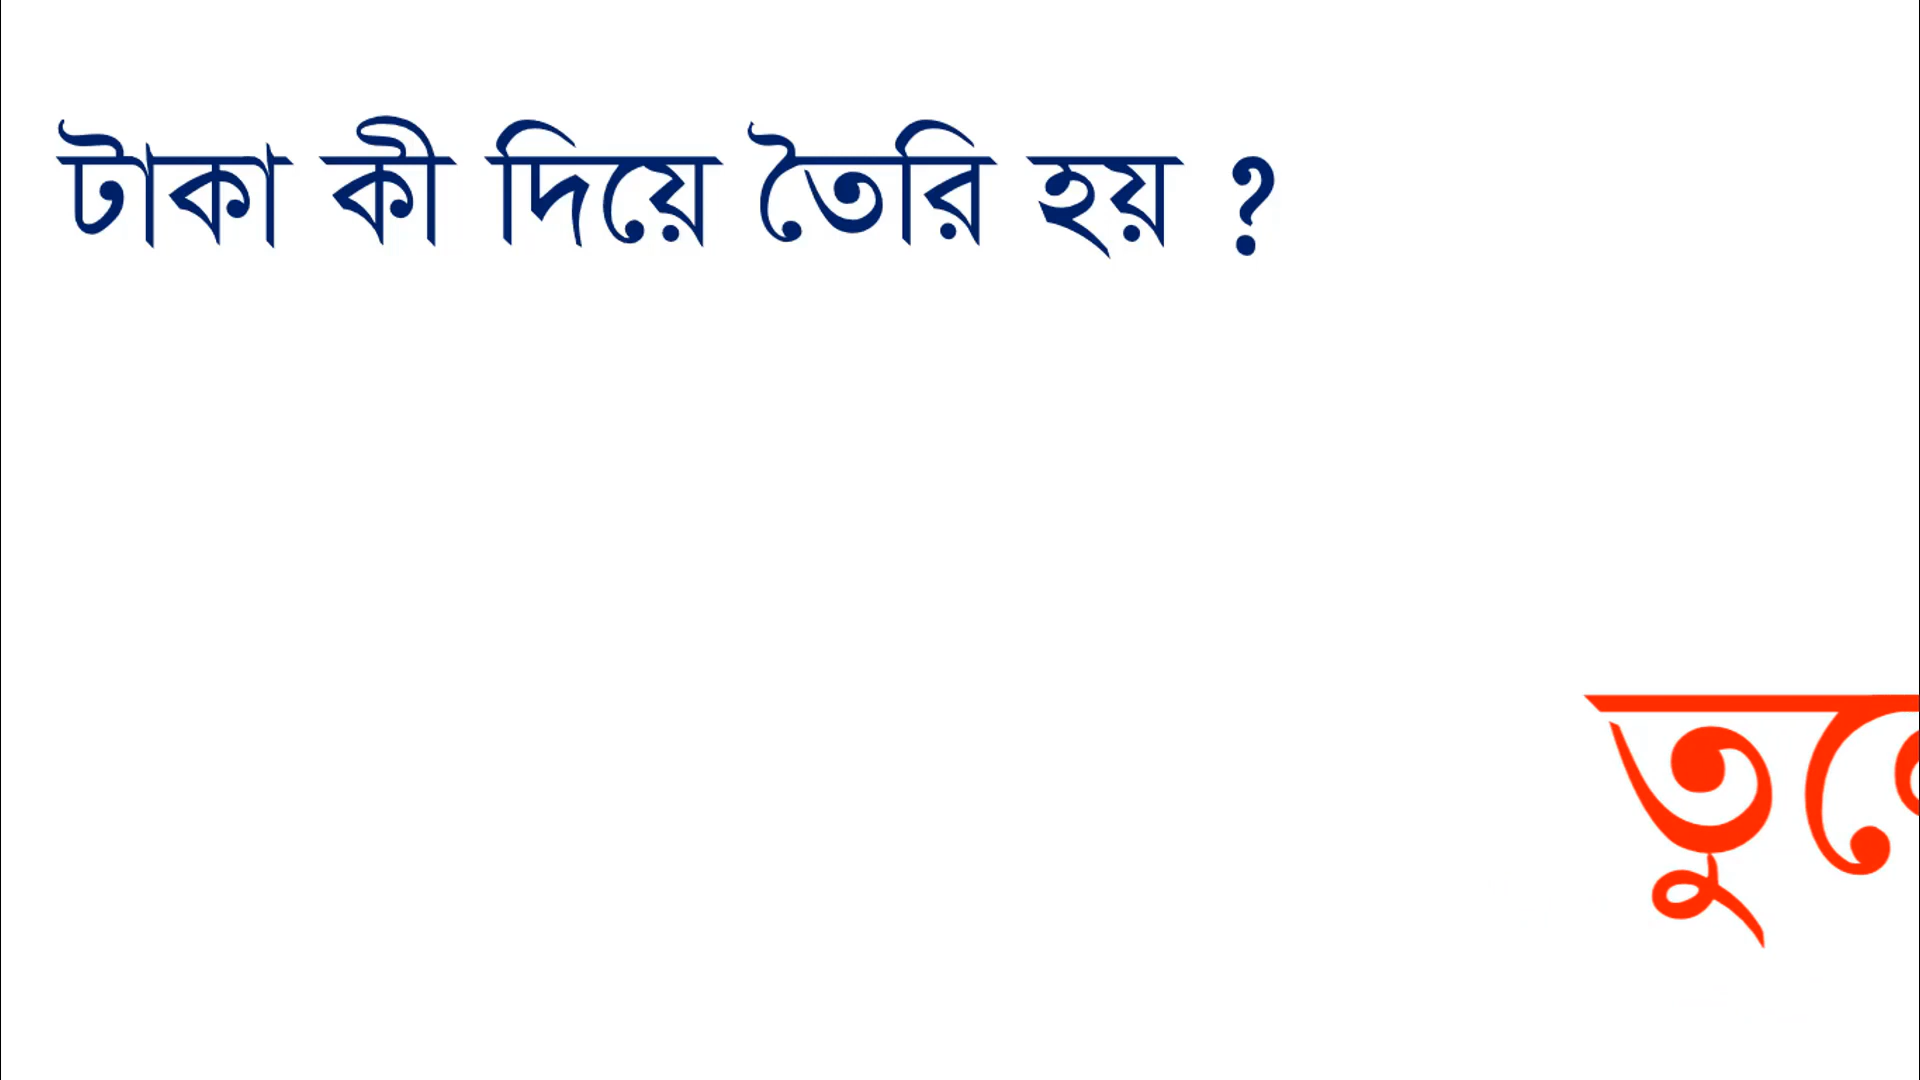 টাকা কী দিয়ে তৈরি হয় ?